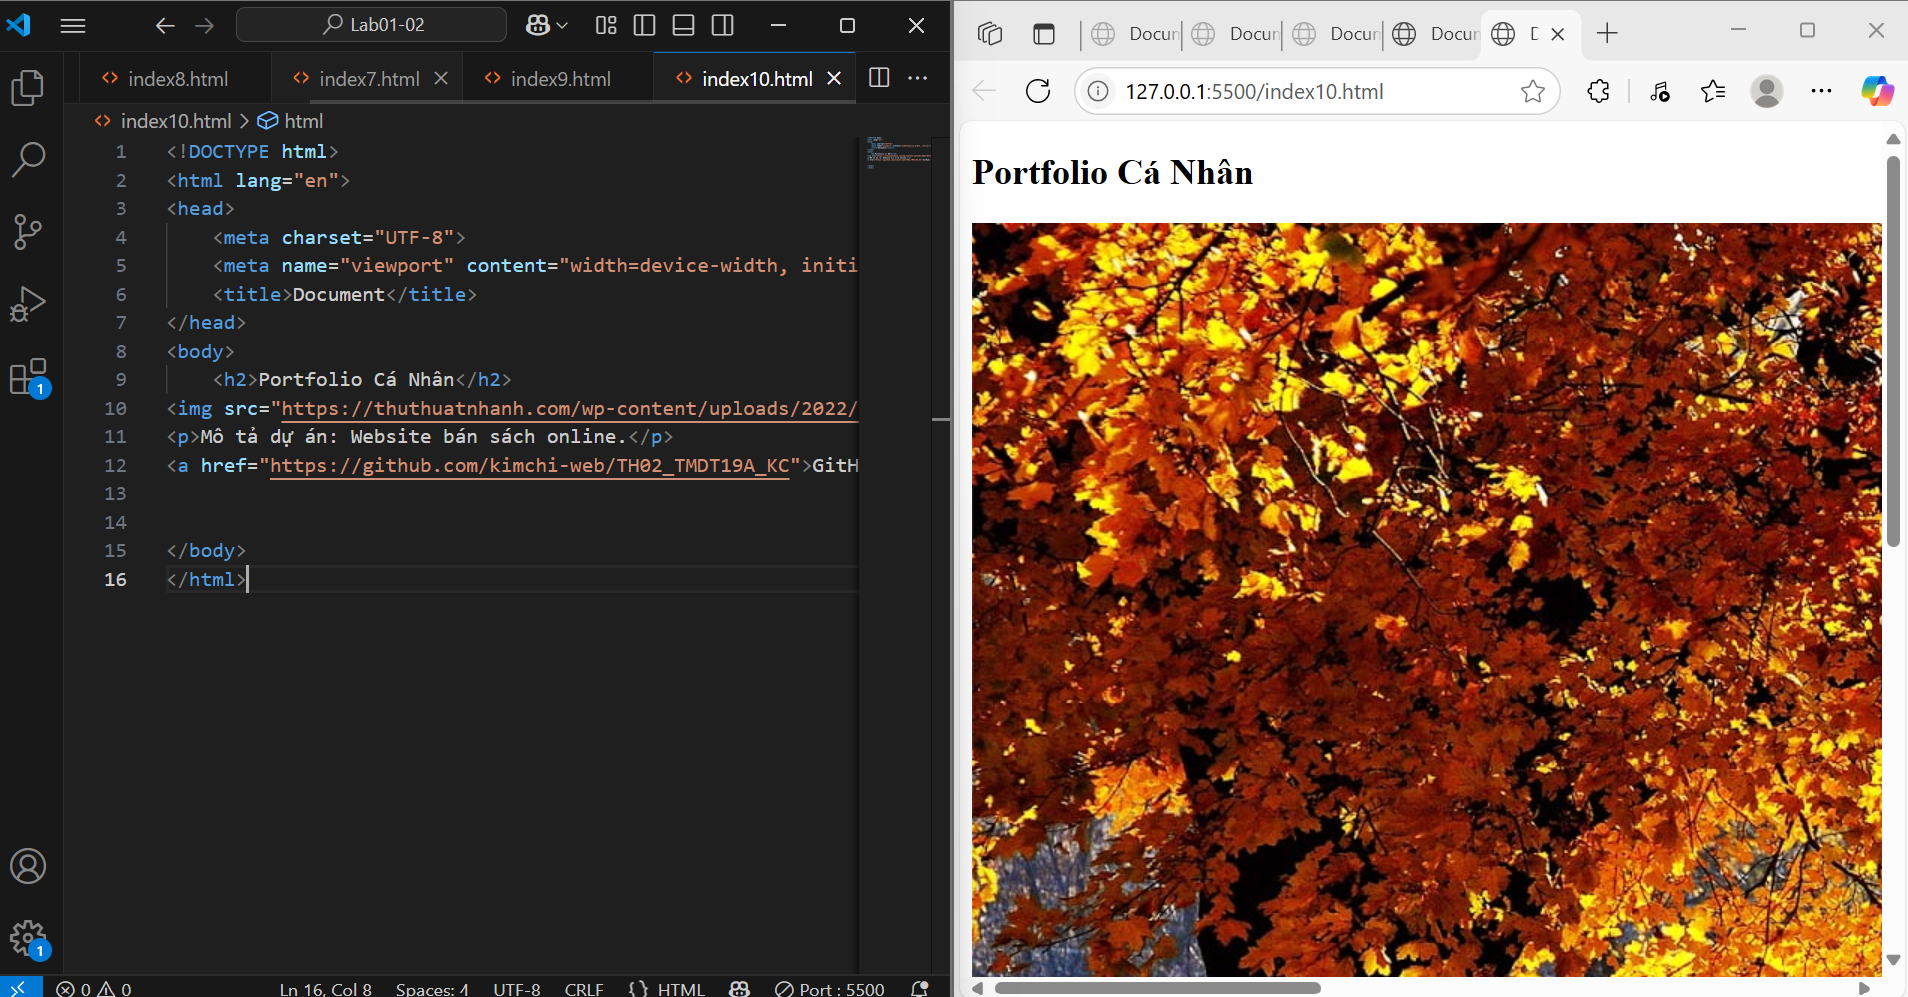 Lab01-02
index8.html
index7.html
index9.html
index10.html
index10.html > html
1 <!DOCTYPE html>
2 <html lang="en">
3 <head>
4 <meta charset="UTF-8">
5 <meta name="viewport" content="width=device-width, initi
6 <title>Document</title>
7 </head>
8 <body>
9 <h2>Portfolio Cá Nhân</h2>
10 <img src="https://thuthuatnhanh.com/wp-content/uploads/2022/
11 <p>Mô tả dự án: Website bán sách online.</p>
12 <a href="https://github.com/kimchi-web/TH02_TMDT19A_KC">GitH
13
14
15 </body>
16 </html>
1
1
0 0
Ln 16, Col 8
Spaces: 4
UTF-8
CRLF
{} HTML
Port : 5500
Docum
Docum
Docum
Docum
D
127.0.0.1:5500/index10.html
Portfolio Cá Nhân